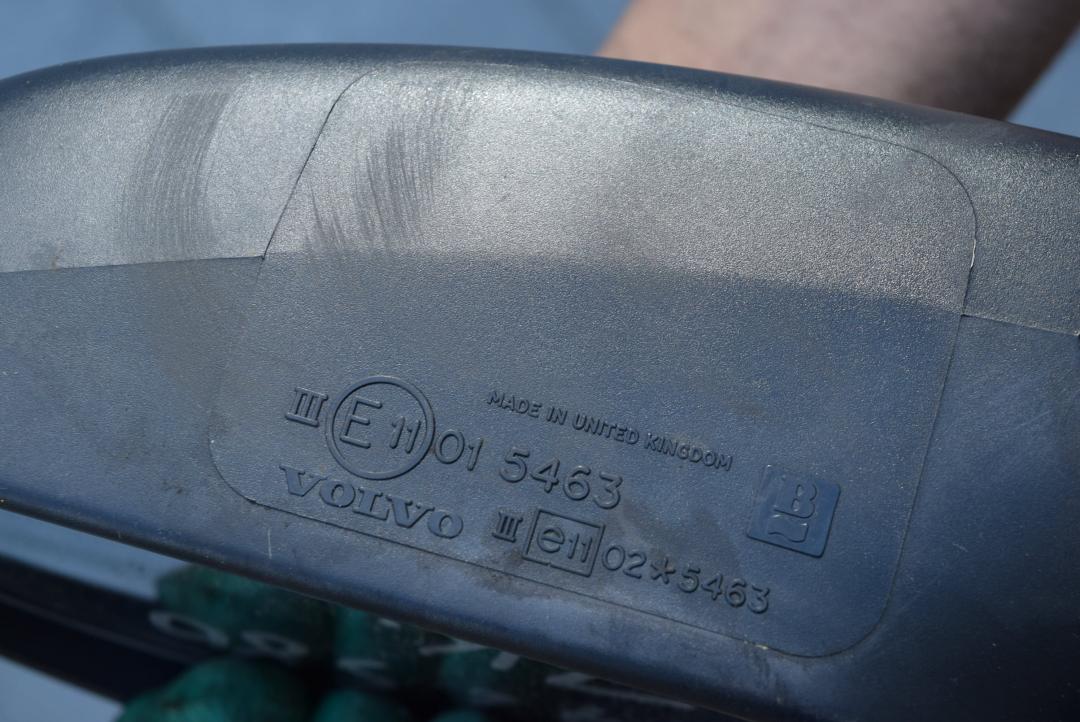 MADE IN UNITED KINGDOM
III E 11 01 5463
B
VOLVO
III e11 02*5463